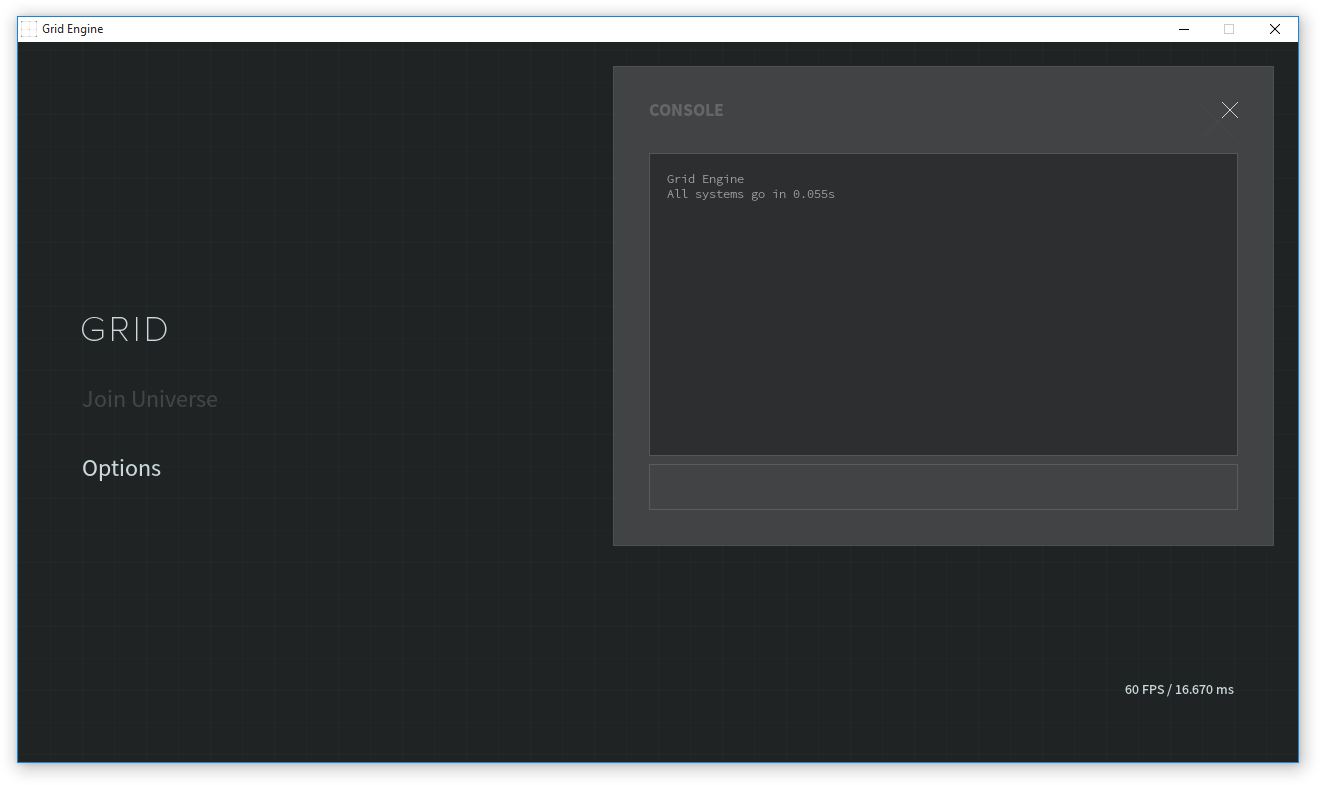 Grid Engine
CONSOLE
Grid Engine
All systems go in 0.055s
GRID
Join Universe
Options
60 FPS / 16.670 ms